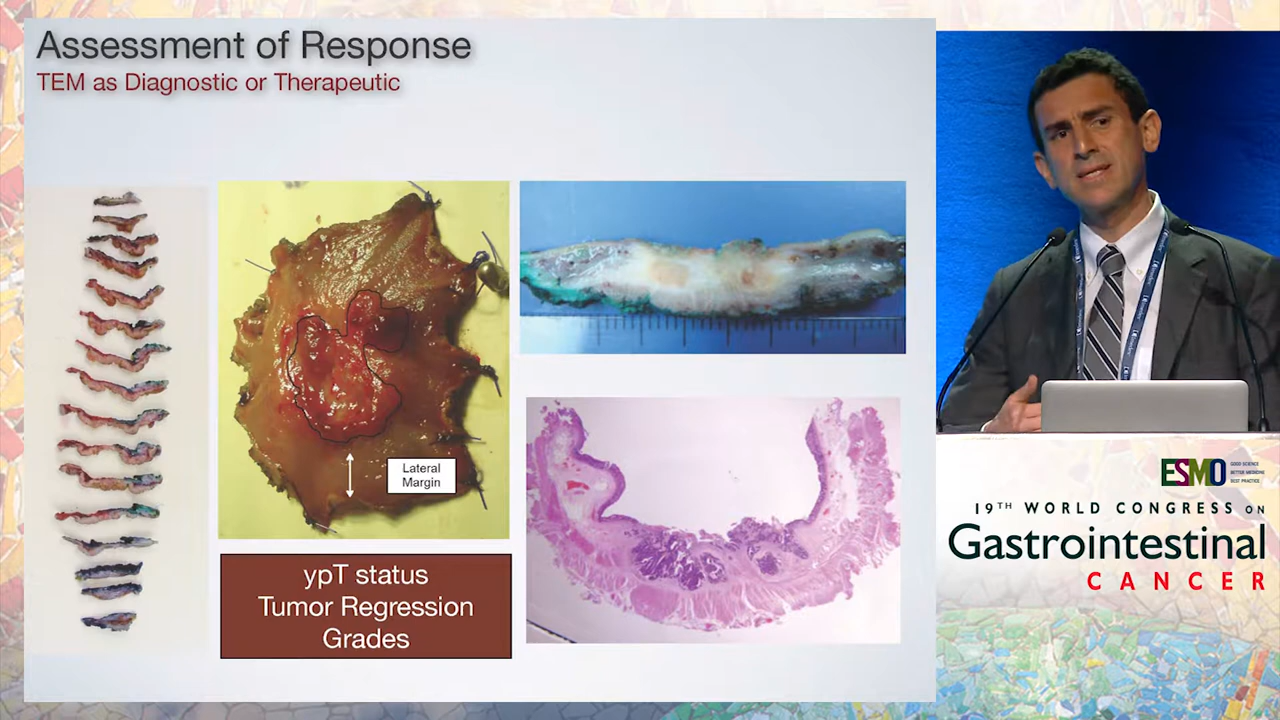 Assessment of Response
TEM as Diagnostic or Therapeutic
Lateral
Margin
ypT status
Tumor Regression
Grades
ESMO
GOOD SCIENCE
BETTER MEDICINE
BEST PRACTICE
19TH WORLD CONGRESS ON
Gastrointestinal
CANCER